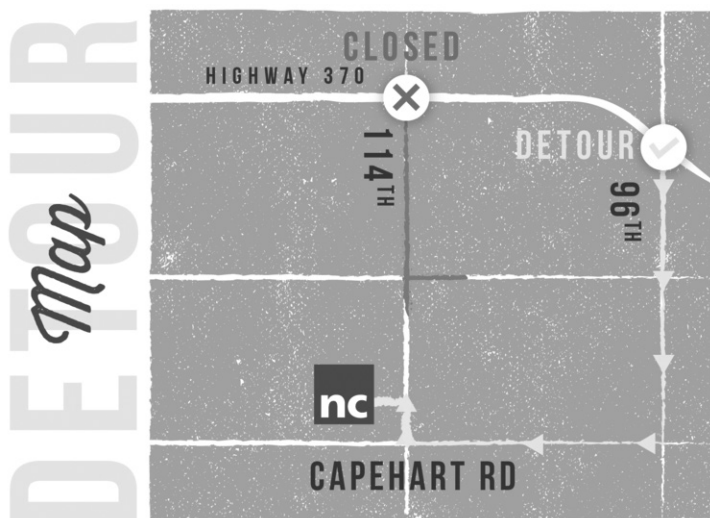 DETOUR
Map
CLOSED
HIGHWAY 370
114TH
DETOUR
96TH
nc
CAPEHART RD